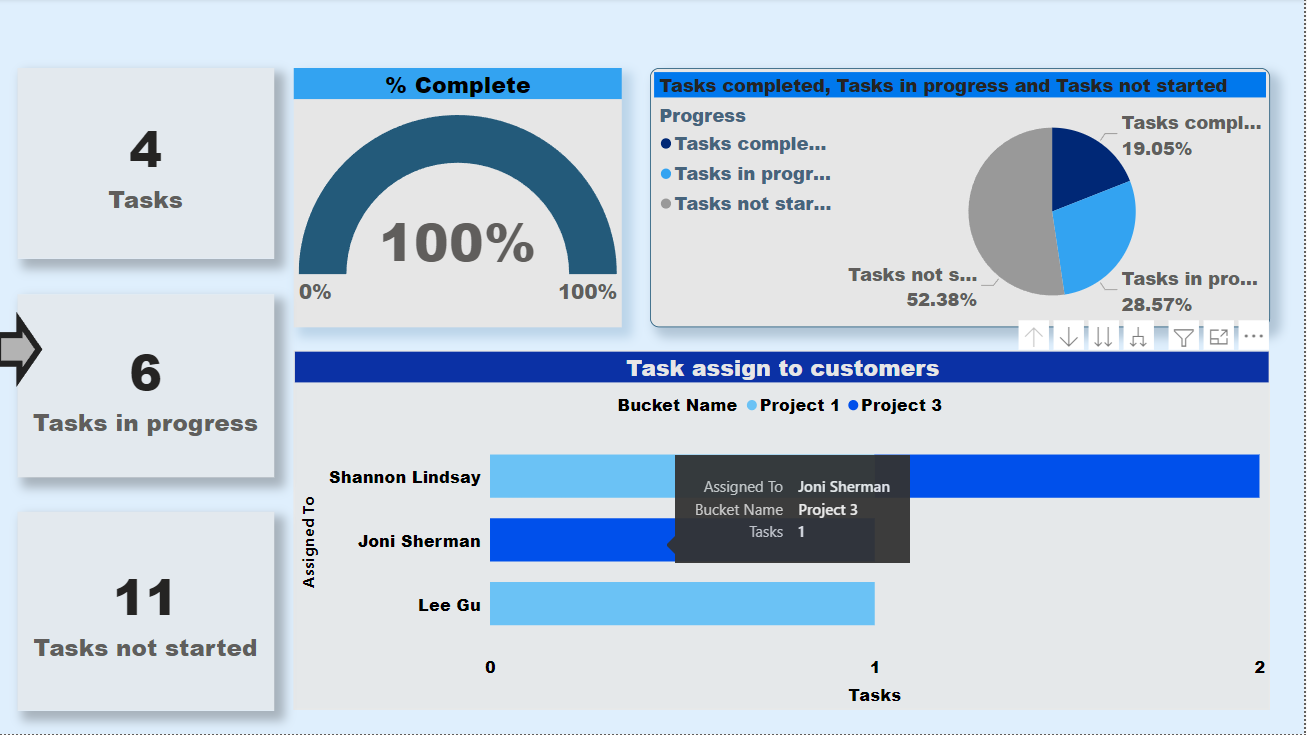 4
Tasks
6
Tasks in progress
11
Tasks not started
% Complete
100%
0%
100%
Tasks completed, Tasks in progress and Tasks not started
Progress
Tasks comple...
Tasks in progr...
Tasks not star...
Tasks compl...
19.05%
Tasks in pro...
28.57%
Tasks not s...
52.38%
Task assign to customers
Bucket Name Project 1 Project 3
Assigned To
Shannon Lindsay
Joni Sherman
Lee Gu
Assigned To Joni Sherman
Bucket Name Project 3
Tasks 1
0 1 2
Tasks